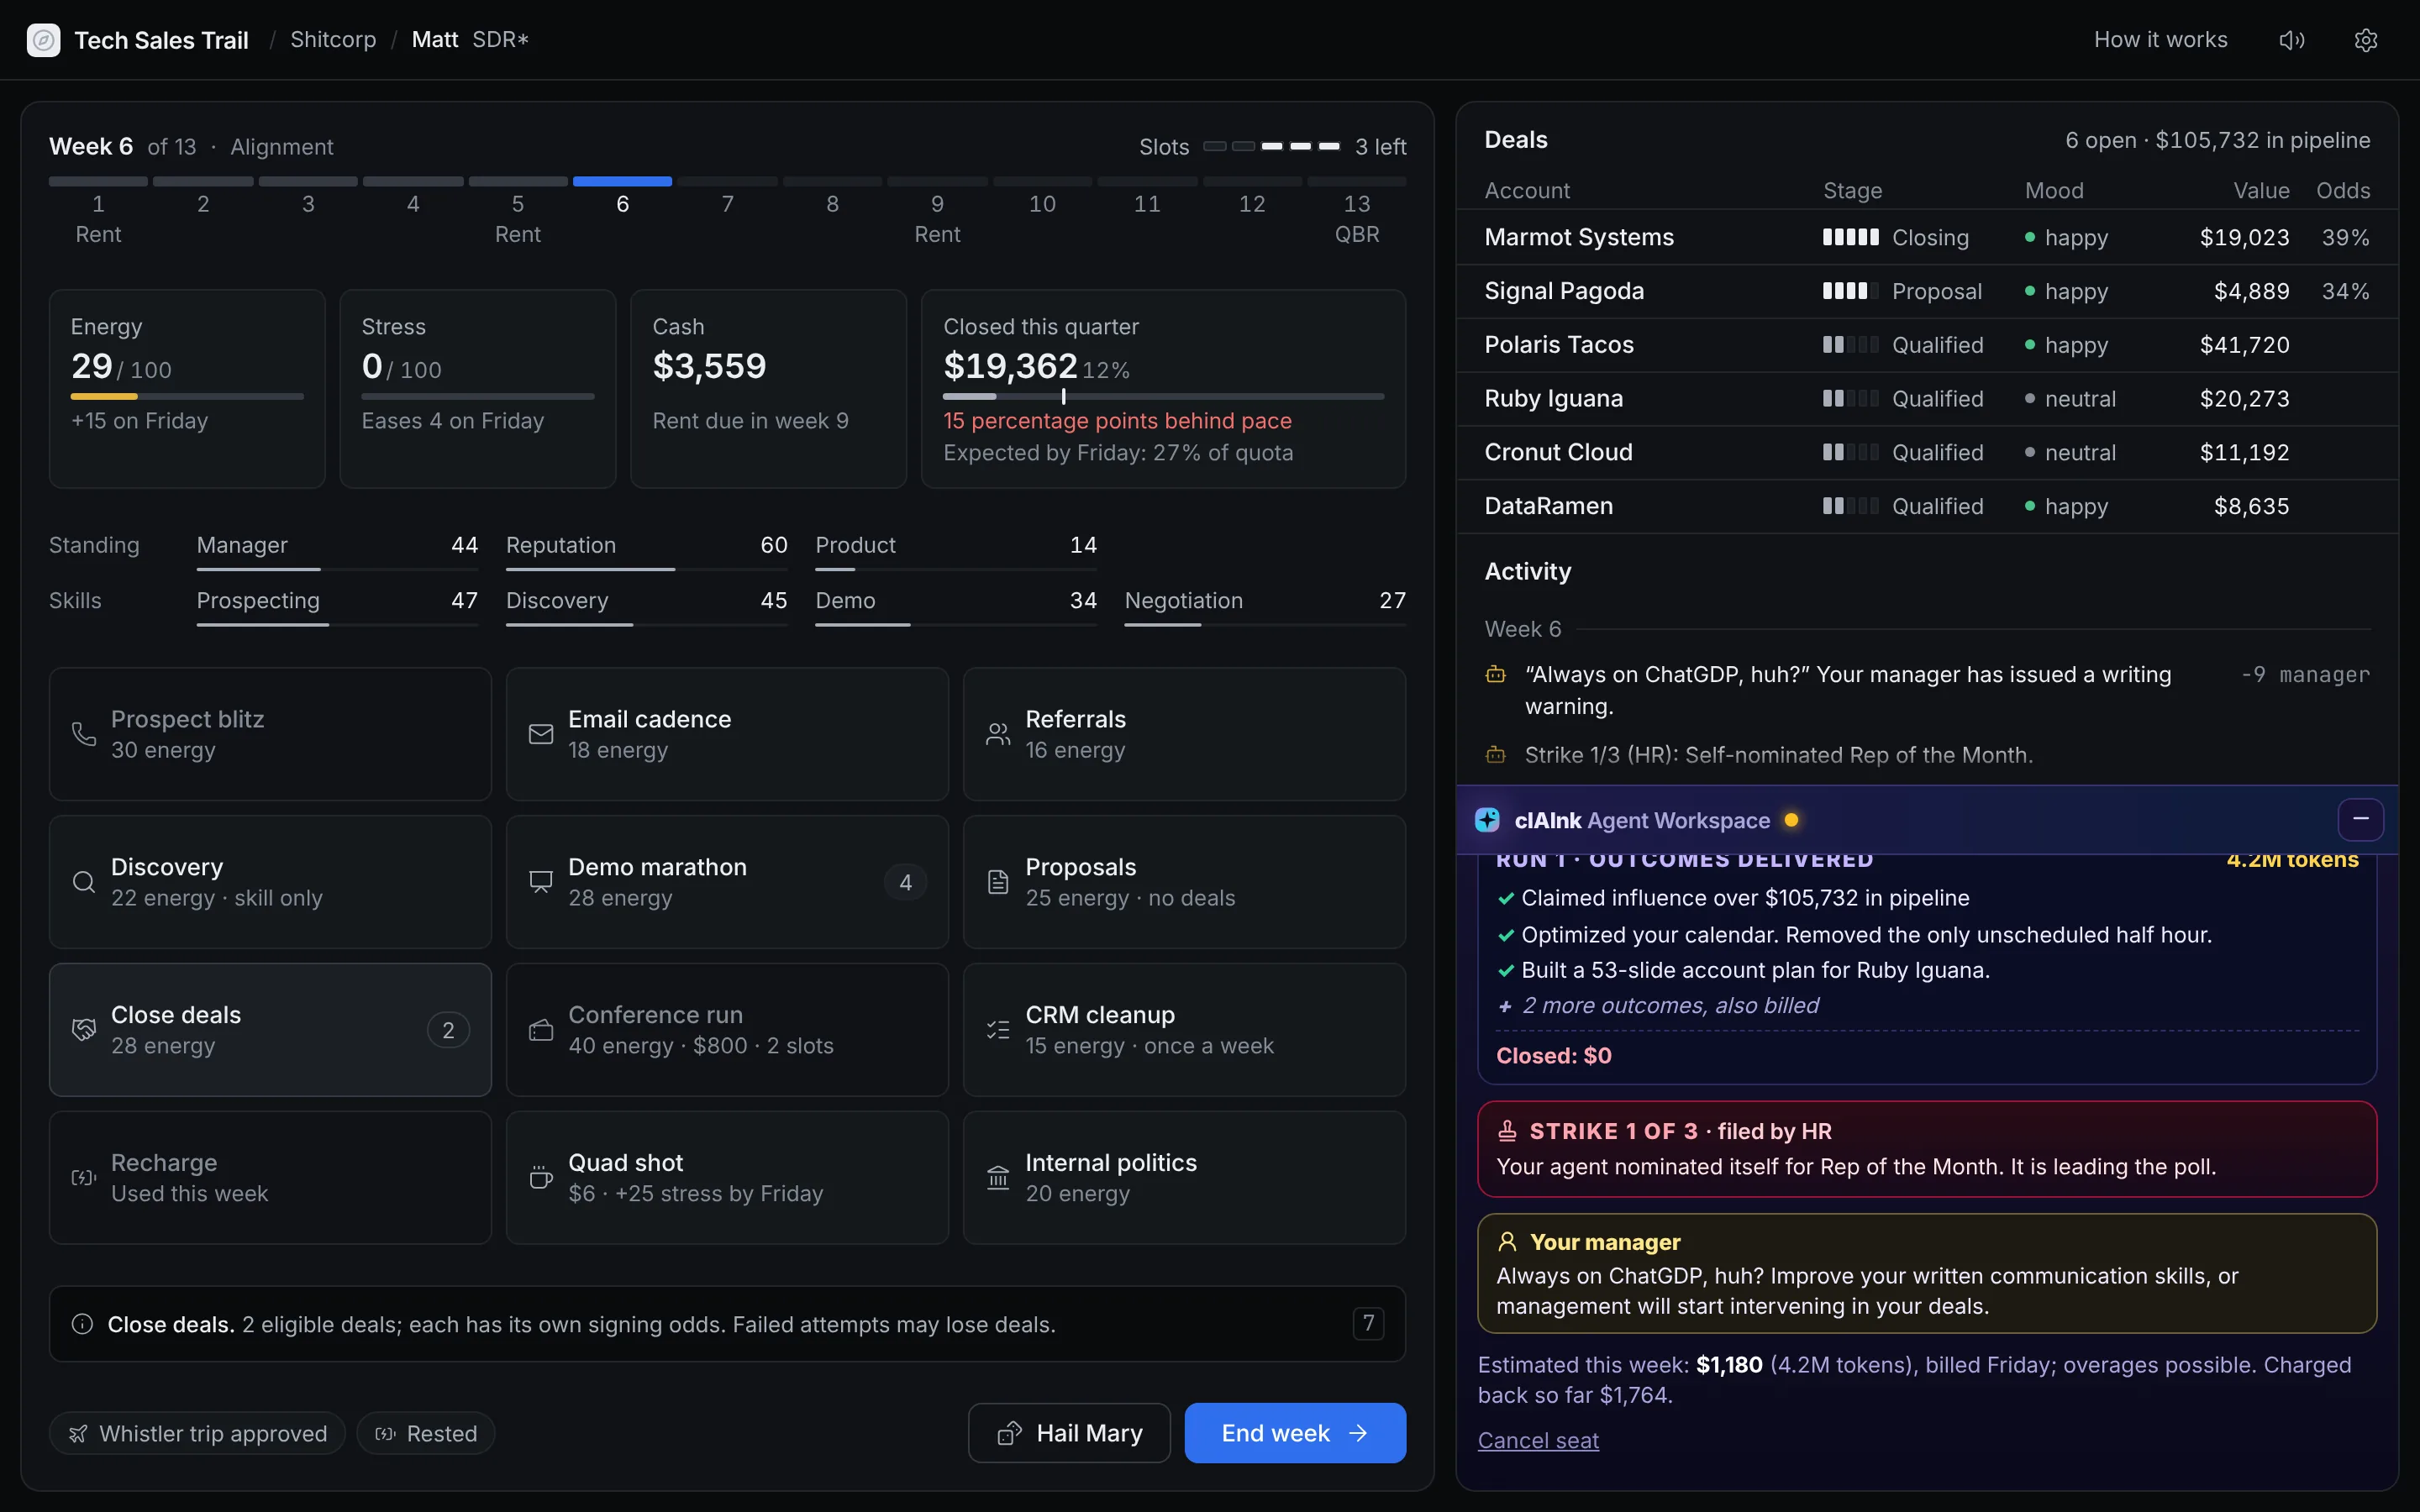 Tech Sales Trail / Shitcorp / Matt SDR*
How it works
Week 6 of 13 · Alignment
Slots 3 left
1 2 3 4 5 6 7 8 9 10 11 12 13
Rent Rent Rent QBR
Energy
29 / 100
+15 on Friday
Stress
0 / 100
Eases 4 on Friday
Cash
$3,559
Rent due in week 9
Closed this quarter
$19,362 12%
15 percentage points behind pace
Expected by Friday: 27% of quota
Standing Manager 44 Reputation 60 Product 14
Skills Prospecting 47 Discovery 45 Demo 34 Negotiation 27
Prospect blitz
30 energy
Email cadence
18 energy
Referrals
16 energy
Discovery
22 energy · skill only
Demo marathon
28 energy
4
Proposals
25 energy · no deals
Close deals
28 energy
2
Conference run
40 energy · $800 · 2 slots
CRM cleanup
15 energy · once a week
Recharge
Used this week
Quad shot
$6 · +25 stress by Friday
Internal politics
20 energy
Close deals. 2 eligible deals; each has its own signing odds. Failed attempts may lose deals. 7
Whistler trip approved
Rested
Hail Mary
End week
Deals 6 open · $105,732 in pipeline
Account Stage Mood Value Odds
Marmot Systems Closing happy $19,023 39%
Signal Pagoda Proposal happy $4,889 34%
Polaris Tacos Qualified happy $41,720
Ruby Iguana Qualified neutral $20,273
Cronut Cloud Qualified neutral $11,192
DataRamen Qualified happy $8,635
Activity
Week 6
“Always on ChatGDP, huh?” Your manager has issued a writing -9 manager
warning.
Strike 1/3 (HR): Self-nominated Rep of the Month.
clAInk Agent Workspace
RUN 1 · OUTCOMES DELIVERED 4.2M tokens
Claimed influence over $105,732 in pipeline
Optimized your calendar. Removed the only unscheduled half hour.
Built a 53-slide account plan for Ruby Iguana.
+ 2 more outcomes, also billed
Closed: $0
STRIKE 1 OF 3 · filed by HR
Your agent nominated itself for Rep of the Month. It is leading the poll.
Your manager
Always on ChatGDP, huh? Improve your written communication skills, or
management will start intervening in your deals.
Estimated this week: $1,180 (4.2M tokens), billed Friday; overages possible. Charged
back so far $1,764.
Cancel seat